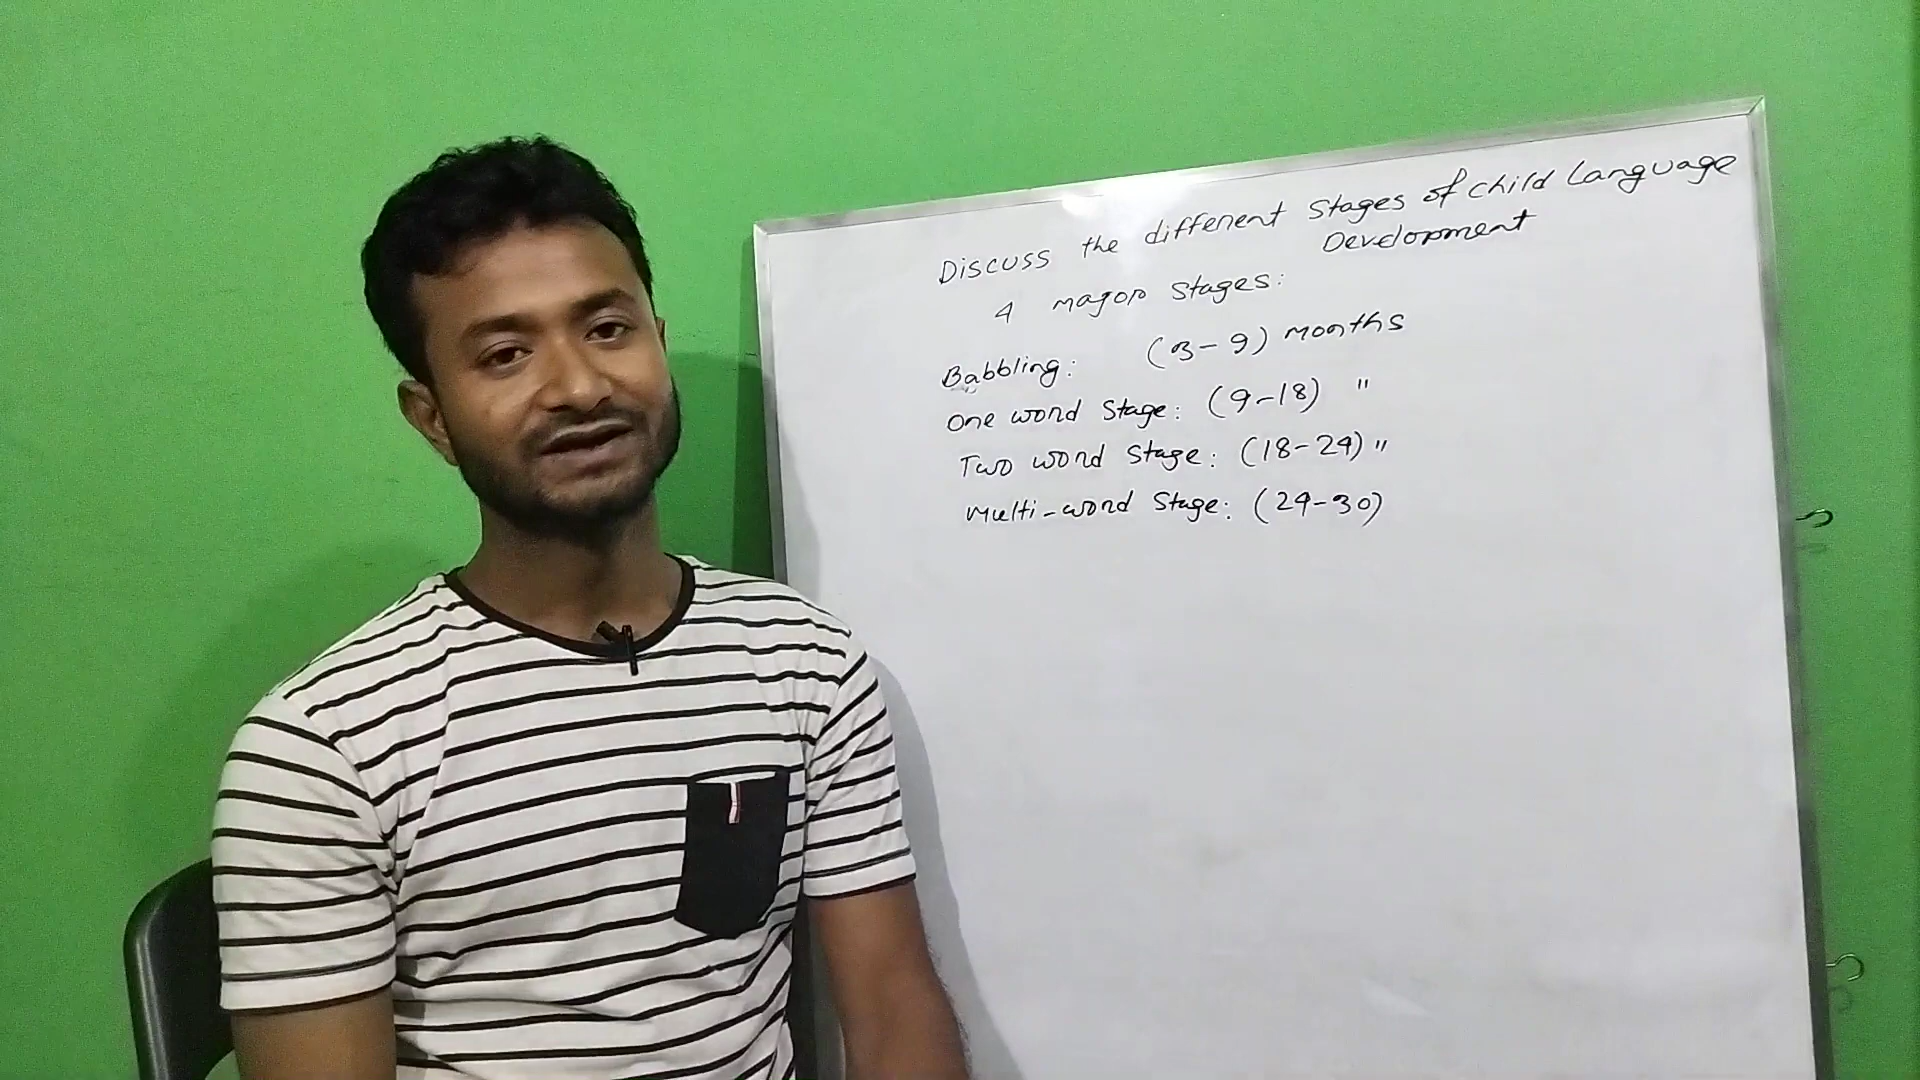 Discuss the different Stages of child Language
Development
4 major Stages:
Babbling: (3-9) months
One word Stage: (9-18) "
Two word Stage: (18-24) "
Multi-word Stage: (24-30)